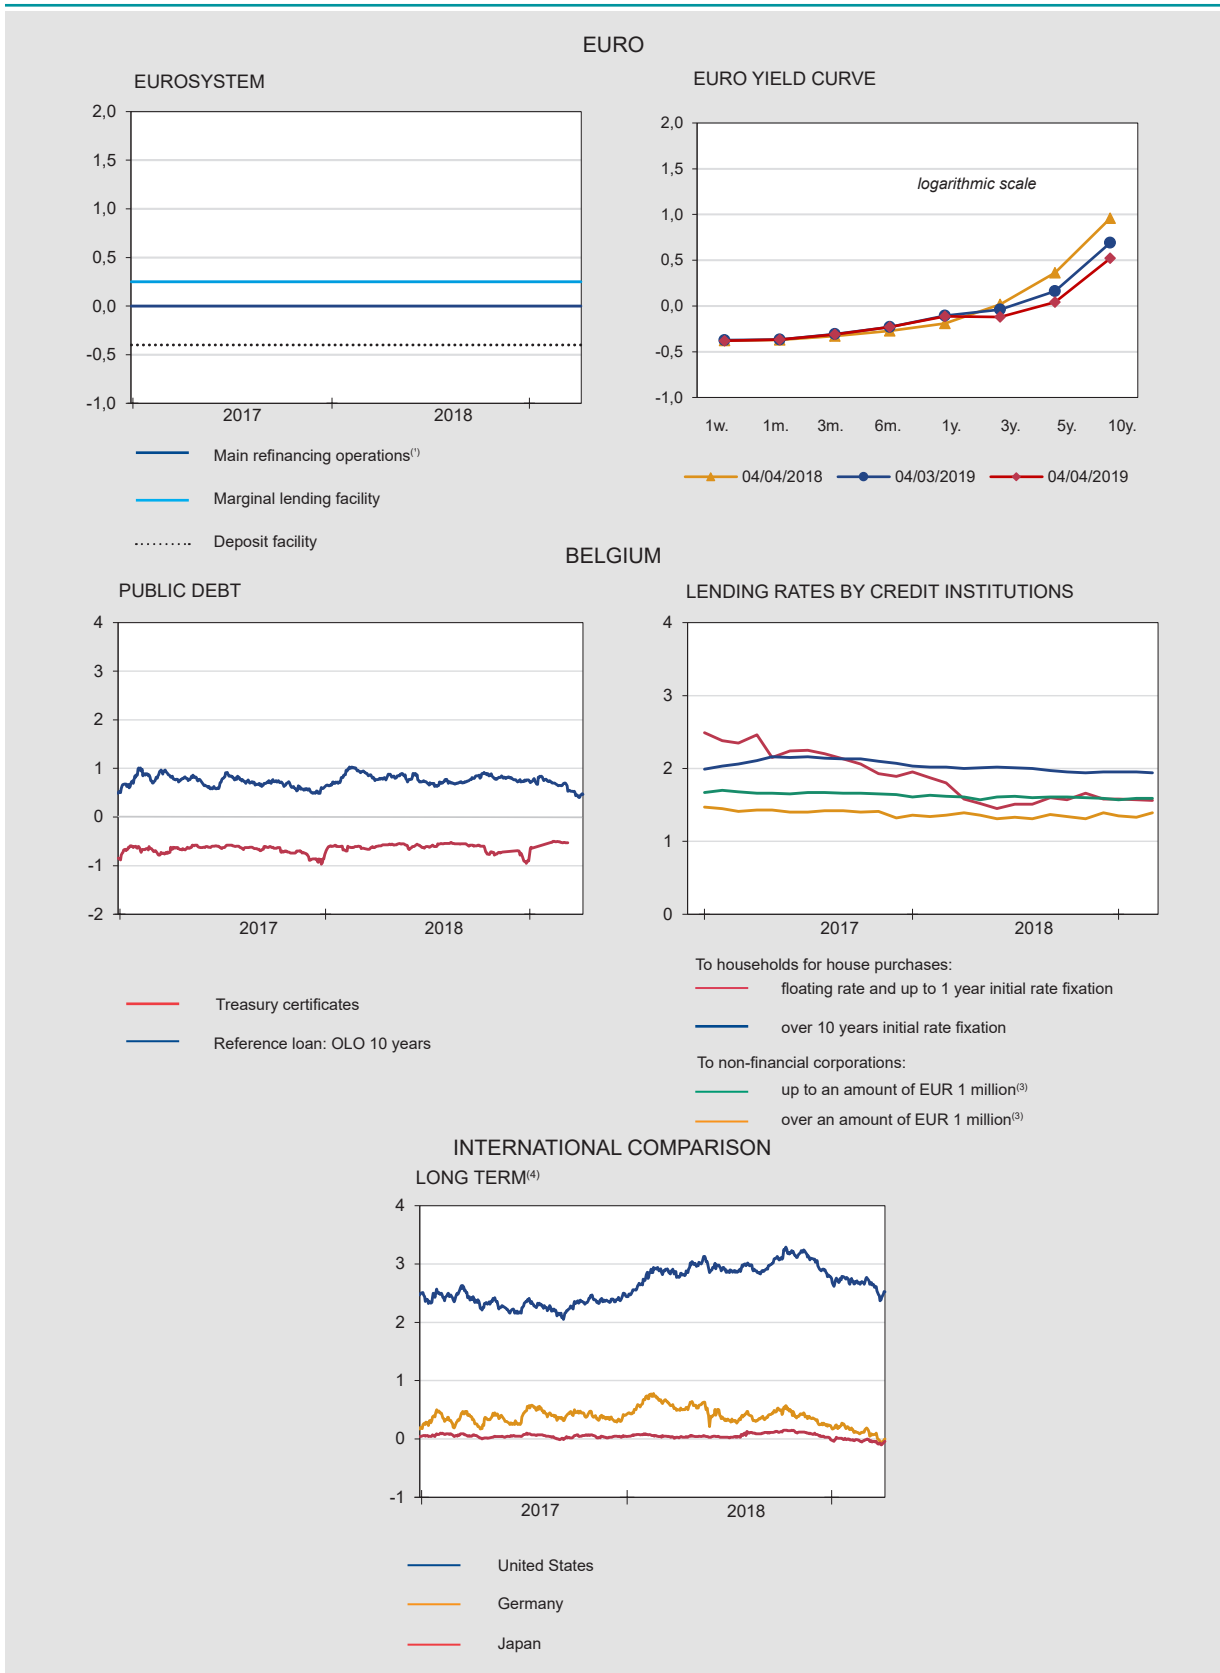 EURO
EUROSYSTEM
2,0
1,5
1,0
0,5
0,0
-0,5
-1,0
2017 2018
Main refinancing operations(¹)
Marginal lending facility
Deposit facility
EURO YIELD CURVE
2,0
1,5
1,0
0,5
0,0
-0,5
-1,0
logarithmic scale
1w. 1m. 3m. 6m. 1y. 3y. 5y. 10y.
04/04/2018 04/03/2019 04/04/2019
BELGIUM
PUBLIC DEBT
4
3
2
1
0
-1
-2
2017 2018
Treasury certificates
Reference loan: OLO 10 years
LENDING RATES BY CREDIT INSTITUTIONS
4
3
2
1
0
2017 2018
To households for house purchases:
floating rate and up to 1 year initial rate fixation
over 10 years initial rate fixation
To non-financial corporations:
up to an amount of EUR 1 million(3)
over an amount of EUR 1 million(3)
INTERNATIONAL COMPARISON
LONG TERM(4)
4
3
2
1
0
-1
2017 2018
United States
Germany
Japan